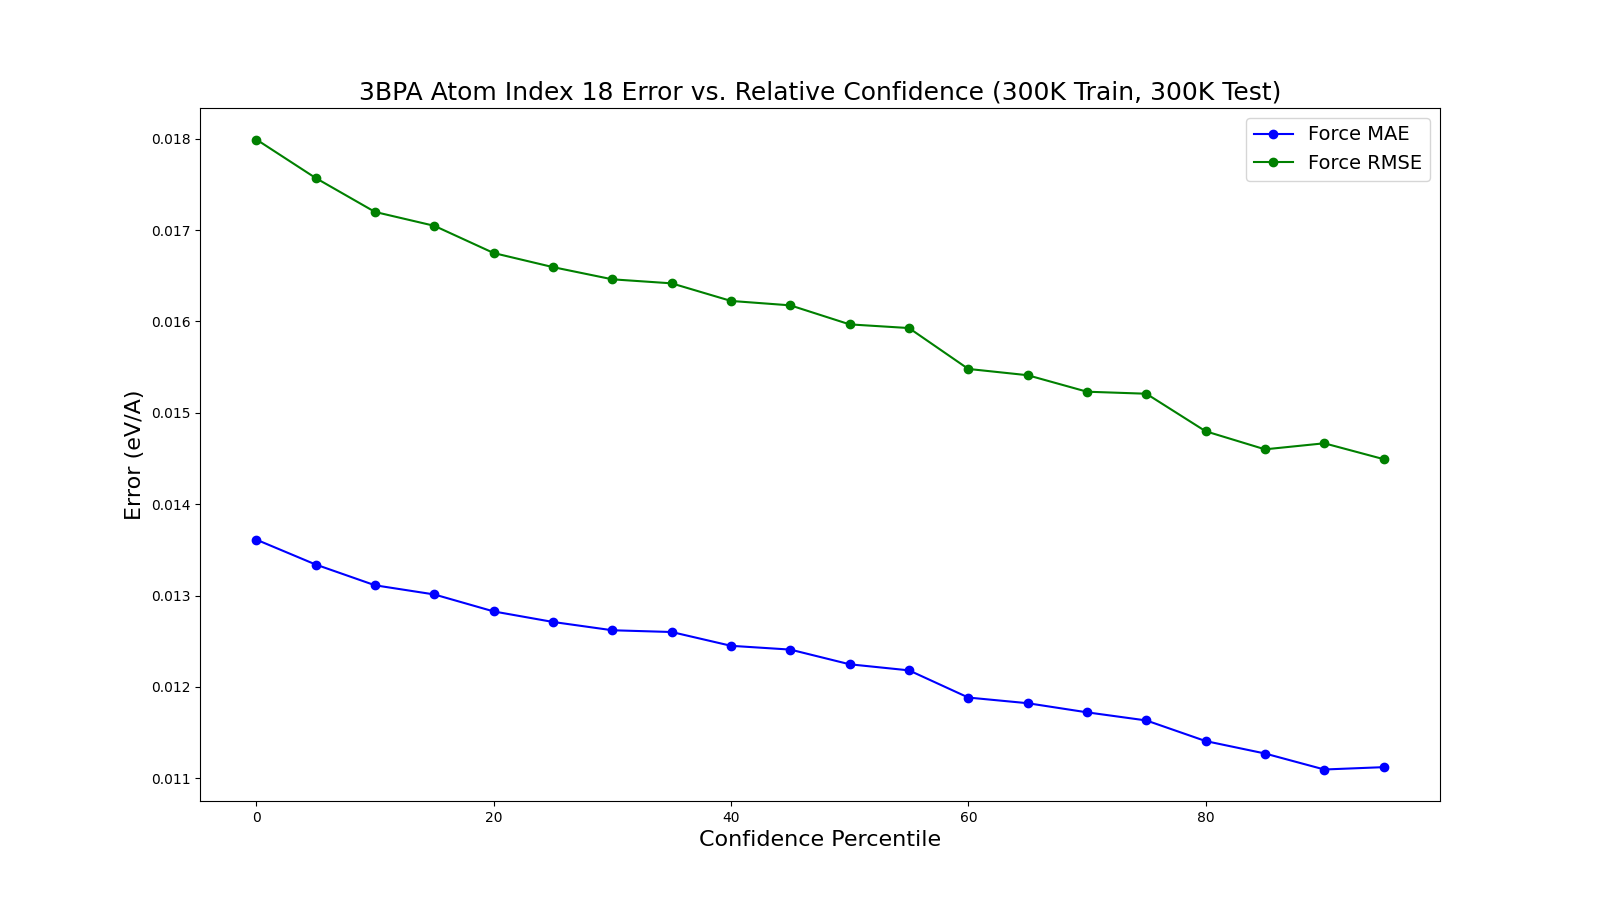 3BPA Atom Index 18 Error vs. Relative Confidence (300K Train, 300K Test)
Force MAE
Force RMSE
0.018
0.017
0.016
0.015
0.014
0.013
0.012
0.011
Error (eV/A)
0
20
40
60
80
Confidence Percentile